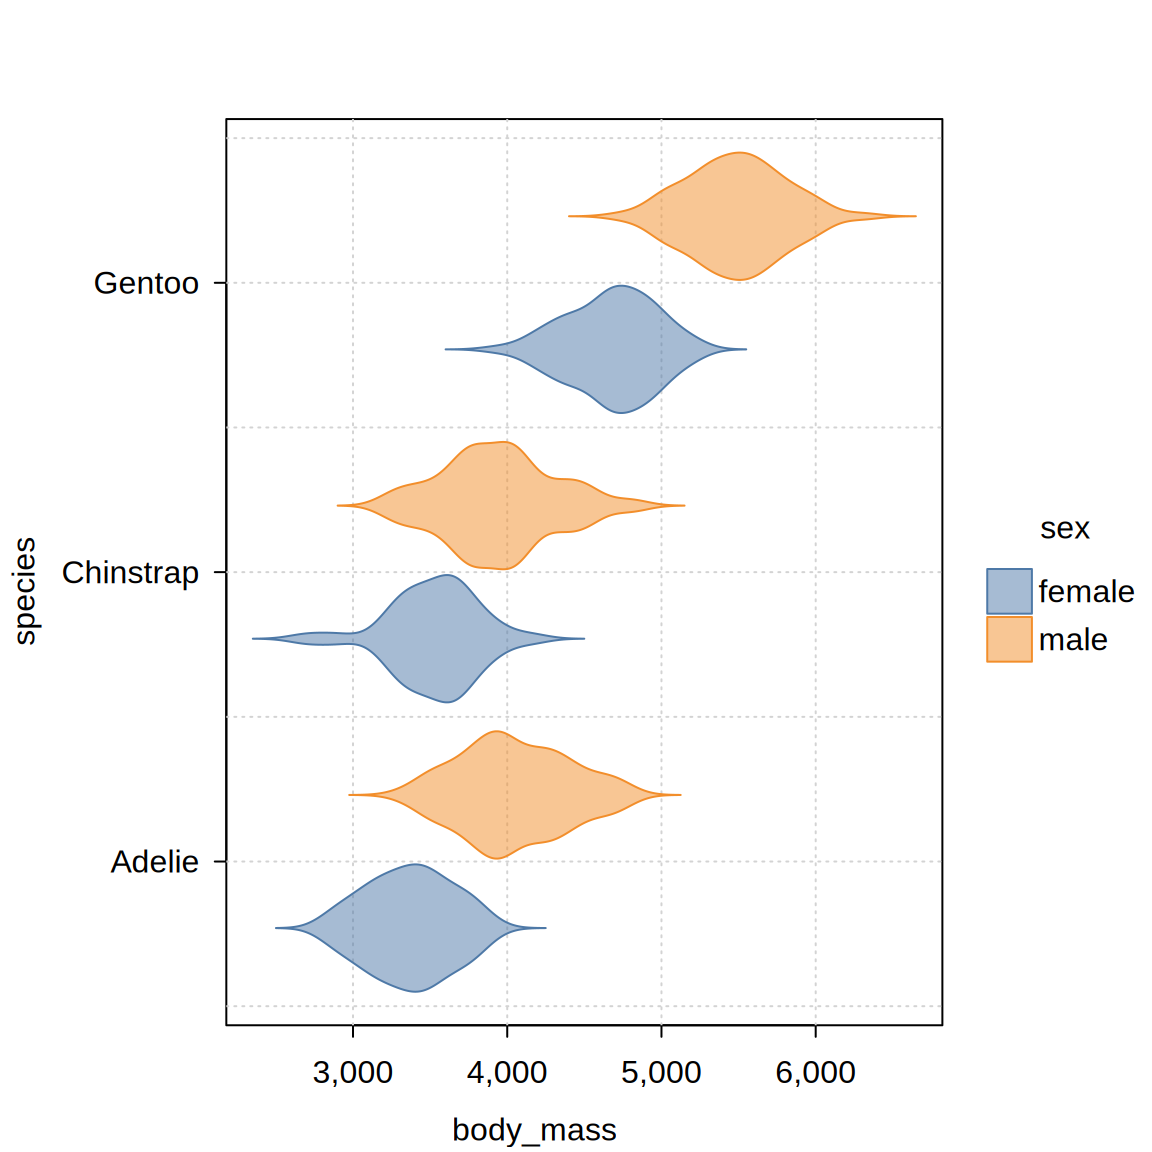 Gentoo
Chinstrap
Adelie
species
3,000
4,000
5,000
6,000
body_mass
sex
female
male